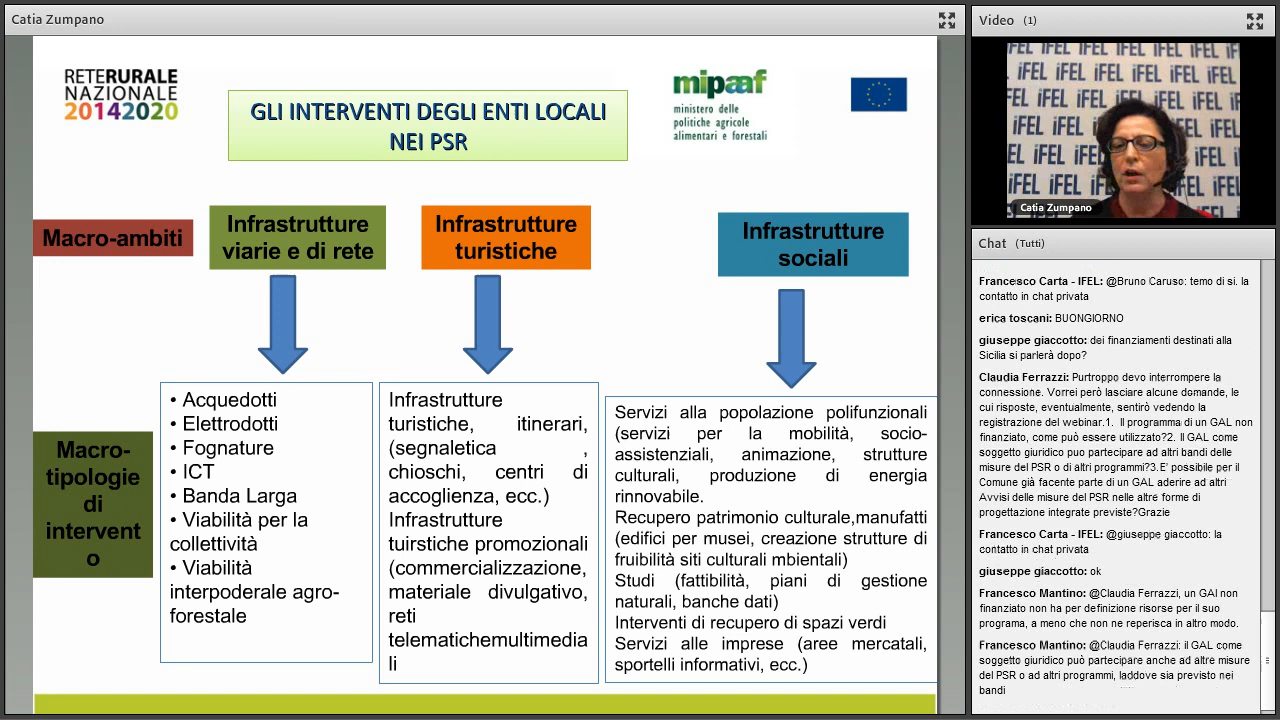 Catia Zumpano
RETERURALE
NAZIONALE
20142020
GLI INTERVENTI DEGLI ENTI LOCALI
NEI PSR
mipaaf
ministero delle
politiche agricole
alimentari e forestali
Macro-ambiti
Infrastrutture
viarie e di rete
Infrastrutture
turistiche
Infrastrutture
sociali
Macro-
tipologie
di
intervent
o
• Acquedotti
• Elettrodotti
• Fognature
• ICT
• Banda Larga
• Viabilità per la
collettività
• Viabilità
interpoderale agro-
forestale
Infrastrutture
turistiche, itinerari,
(segnaletica ,
chioschi, centri di
accoglienza, ecc.)
Infrastrutture
tuirstiche promozionali
(commercializzazione,
materiale divulgativo,
reti
telematichemultimedia
li
Servizi alla popolazione polifunzionali
(servizi per la mobilità, socio-
assistenziali, animazione, strutture
culturali, produzione di energia
rinnovabile.
Recupero patrimonio culturale,manufatti
(edifici per musei, creazione strutture di
fruibilità siti culturali mbientali)
Studi (fattibilità, piani di gestione
naturali, banche dati)
Interventi di recupero di spazi verdi
Servizi alle imprese (aree mercatali,
sportelli informativi, ecc.)
Video (1)
IFEL IFEL IFEL IFEL
Catia Zumpano
Chat (Tutti)
Francesco Carta - IFEL: @Bruno Caruso: temo di si. la
contatto in chat privata
erica toscani: BUONGIORNO
giuseppe giaccotto: dei finanziamenti destinati alla
Sicilia si parlerà dopo?
Claudia Ferrazzi: Purtroppo devo interrompere la
connessione. Vorrei però lasciare alcune domande, le
cui risposte, eventualmente, sentirò vedendo la
registrazione del webinar.1. Il programma di un GAL non
finanziato, come può essere utilizzato?2. Il GAL come
soggetto giuridico può partecipare ad altri bandi delle
misure del PSR o di altri programmi?3.E' possibile per il
Comune già facente parte di un GAL aderire ad altri
Avvisi delle misure del PSR nelle altre forme di
progettazione integrate previste?Grazie
Francesco Carta - IFEL: @giuseppe giaccotto: la
contatto in chat privata
giuseppe giaccotto: ok
Francesco Mantino: @Claudia Ferrazzi, un GAl non
finanziato non ha per definizione risorse per il suo
programa, a meno che non ne reperisca in altro modo.
Francesco Mantino: @Claudia Ferrazzi: il GAL come
soggetto giuridico può partecipare anche ad altre misure
del PSR o ad altri programmi, laddove sia previsto nei
bandi